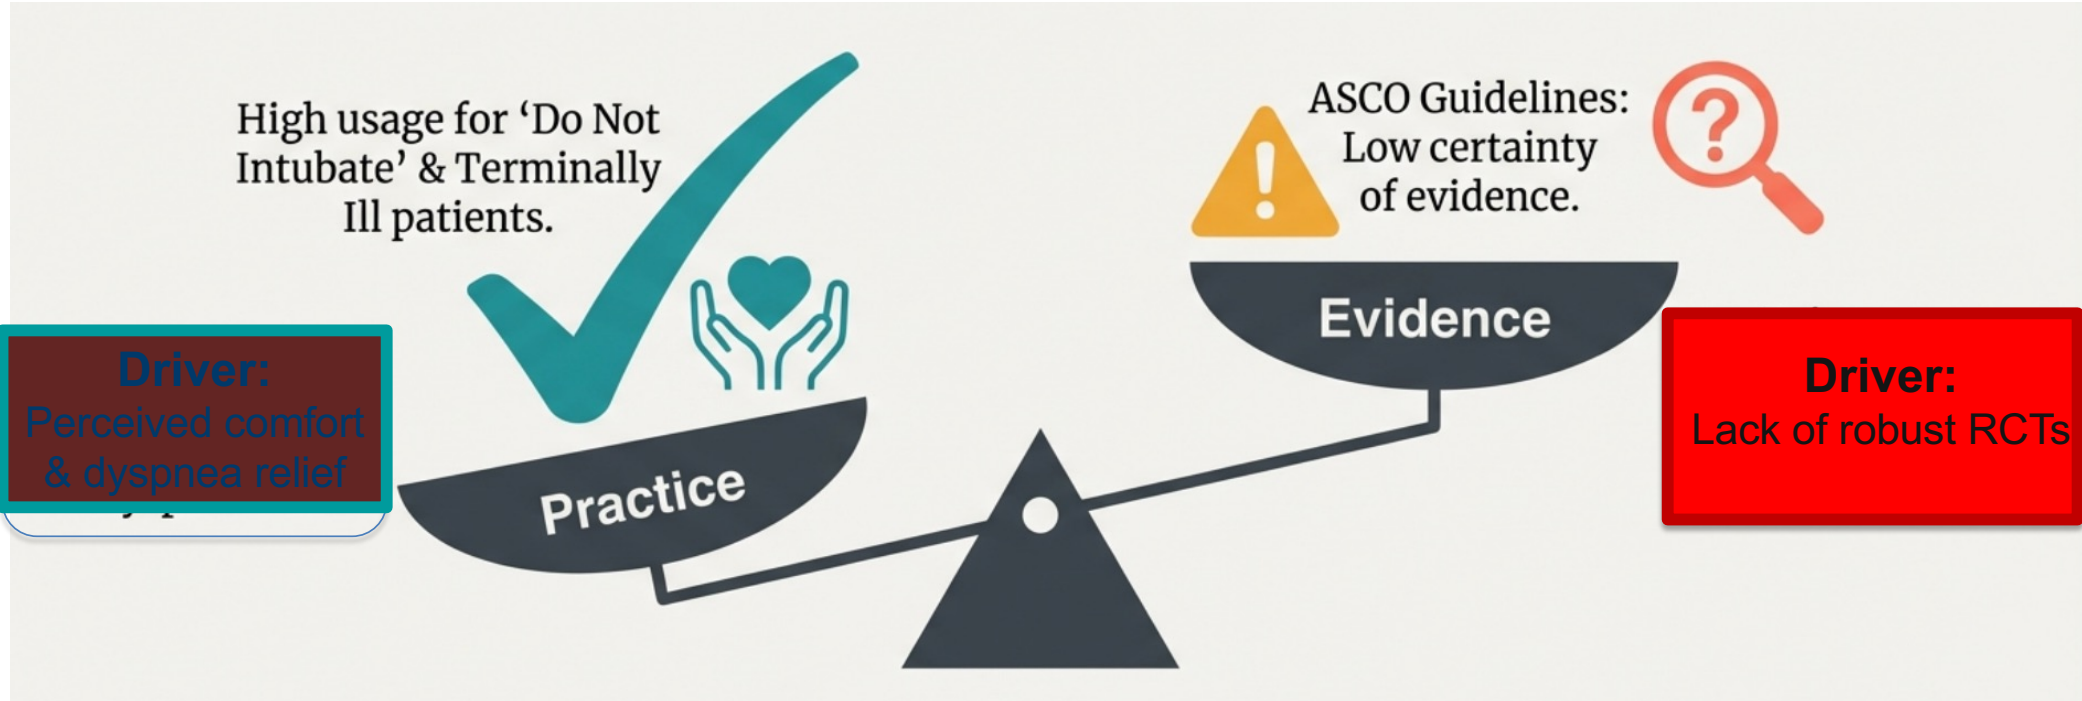 High usage for ‘Do Not
Intubate’ & Terminally
Ill patients.
ASCO Guidelines:
Low certainty
of evidence.
Driver:
Perceived comfort
& dyspnea relief
Practice
Evidence
Driver:
Lack of robust RCTs